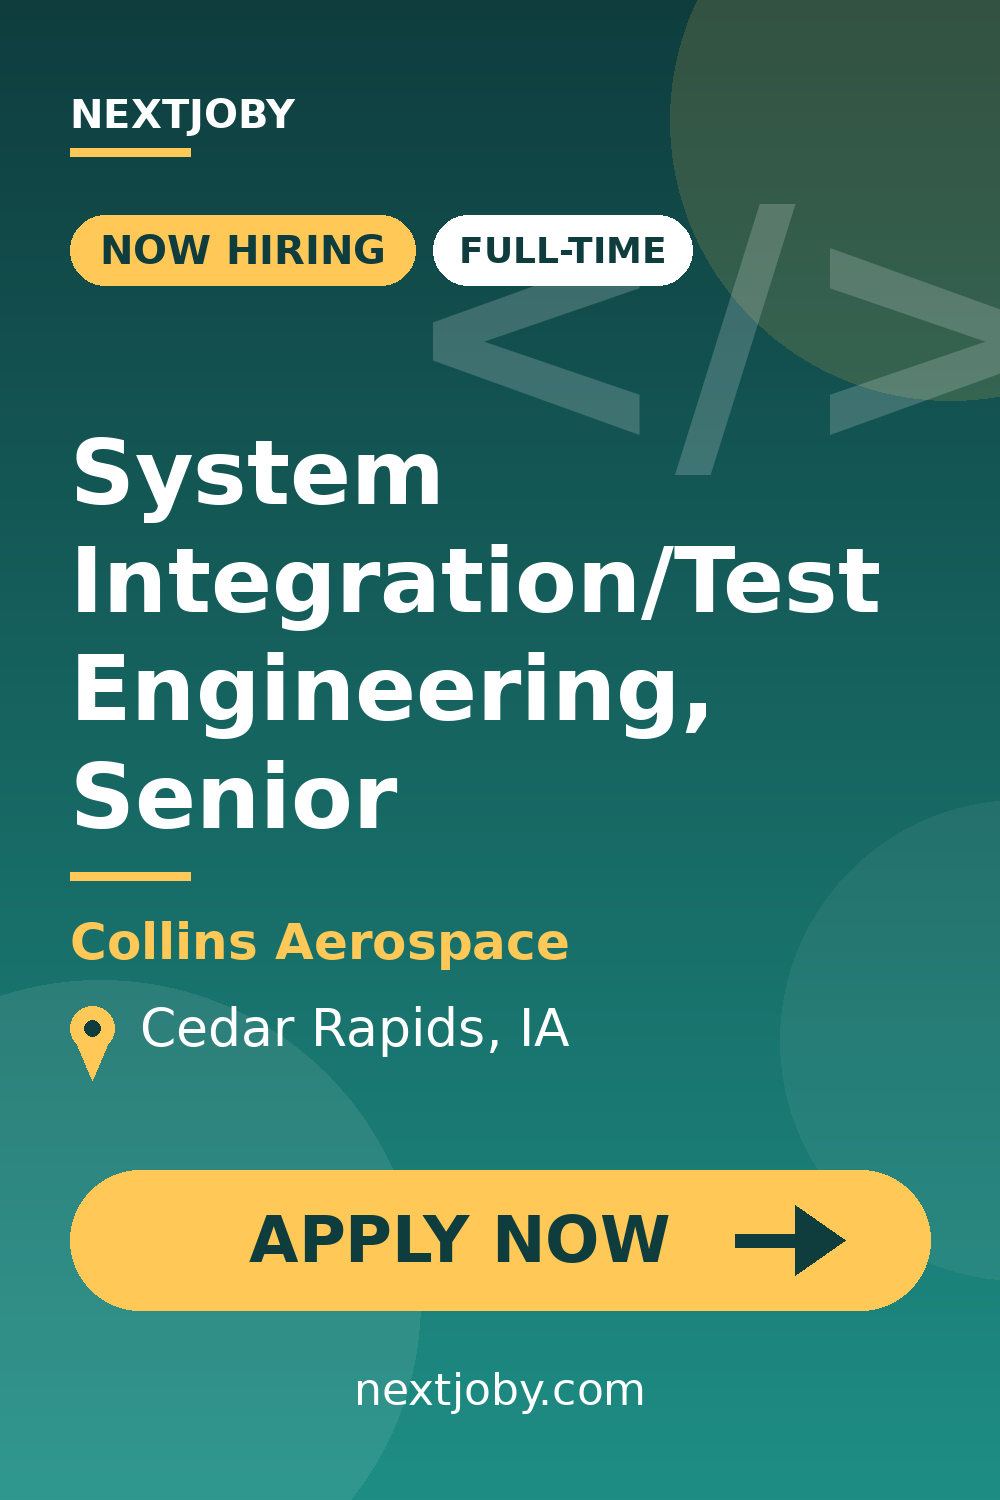 NEXTJOBY
NOW HIRING
FULL-TIME
</>
System
Integration/Test
Engineering,
Senior
Collins Aerospace
Cedar Rapids, IA
APPLY NOW
nextjoby.com